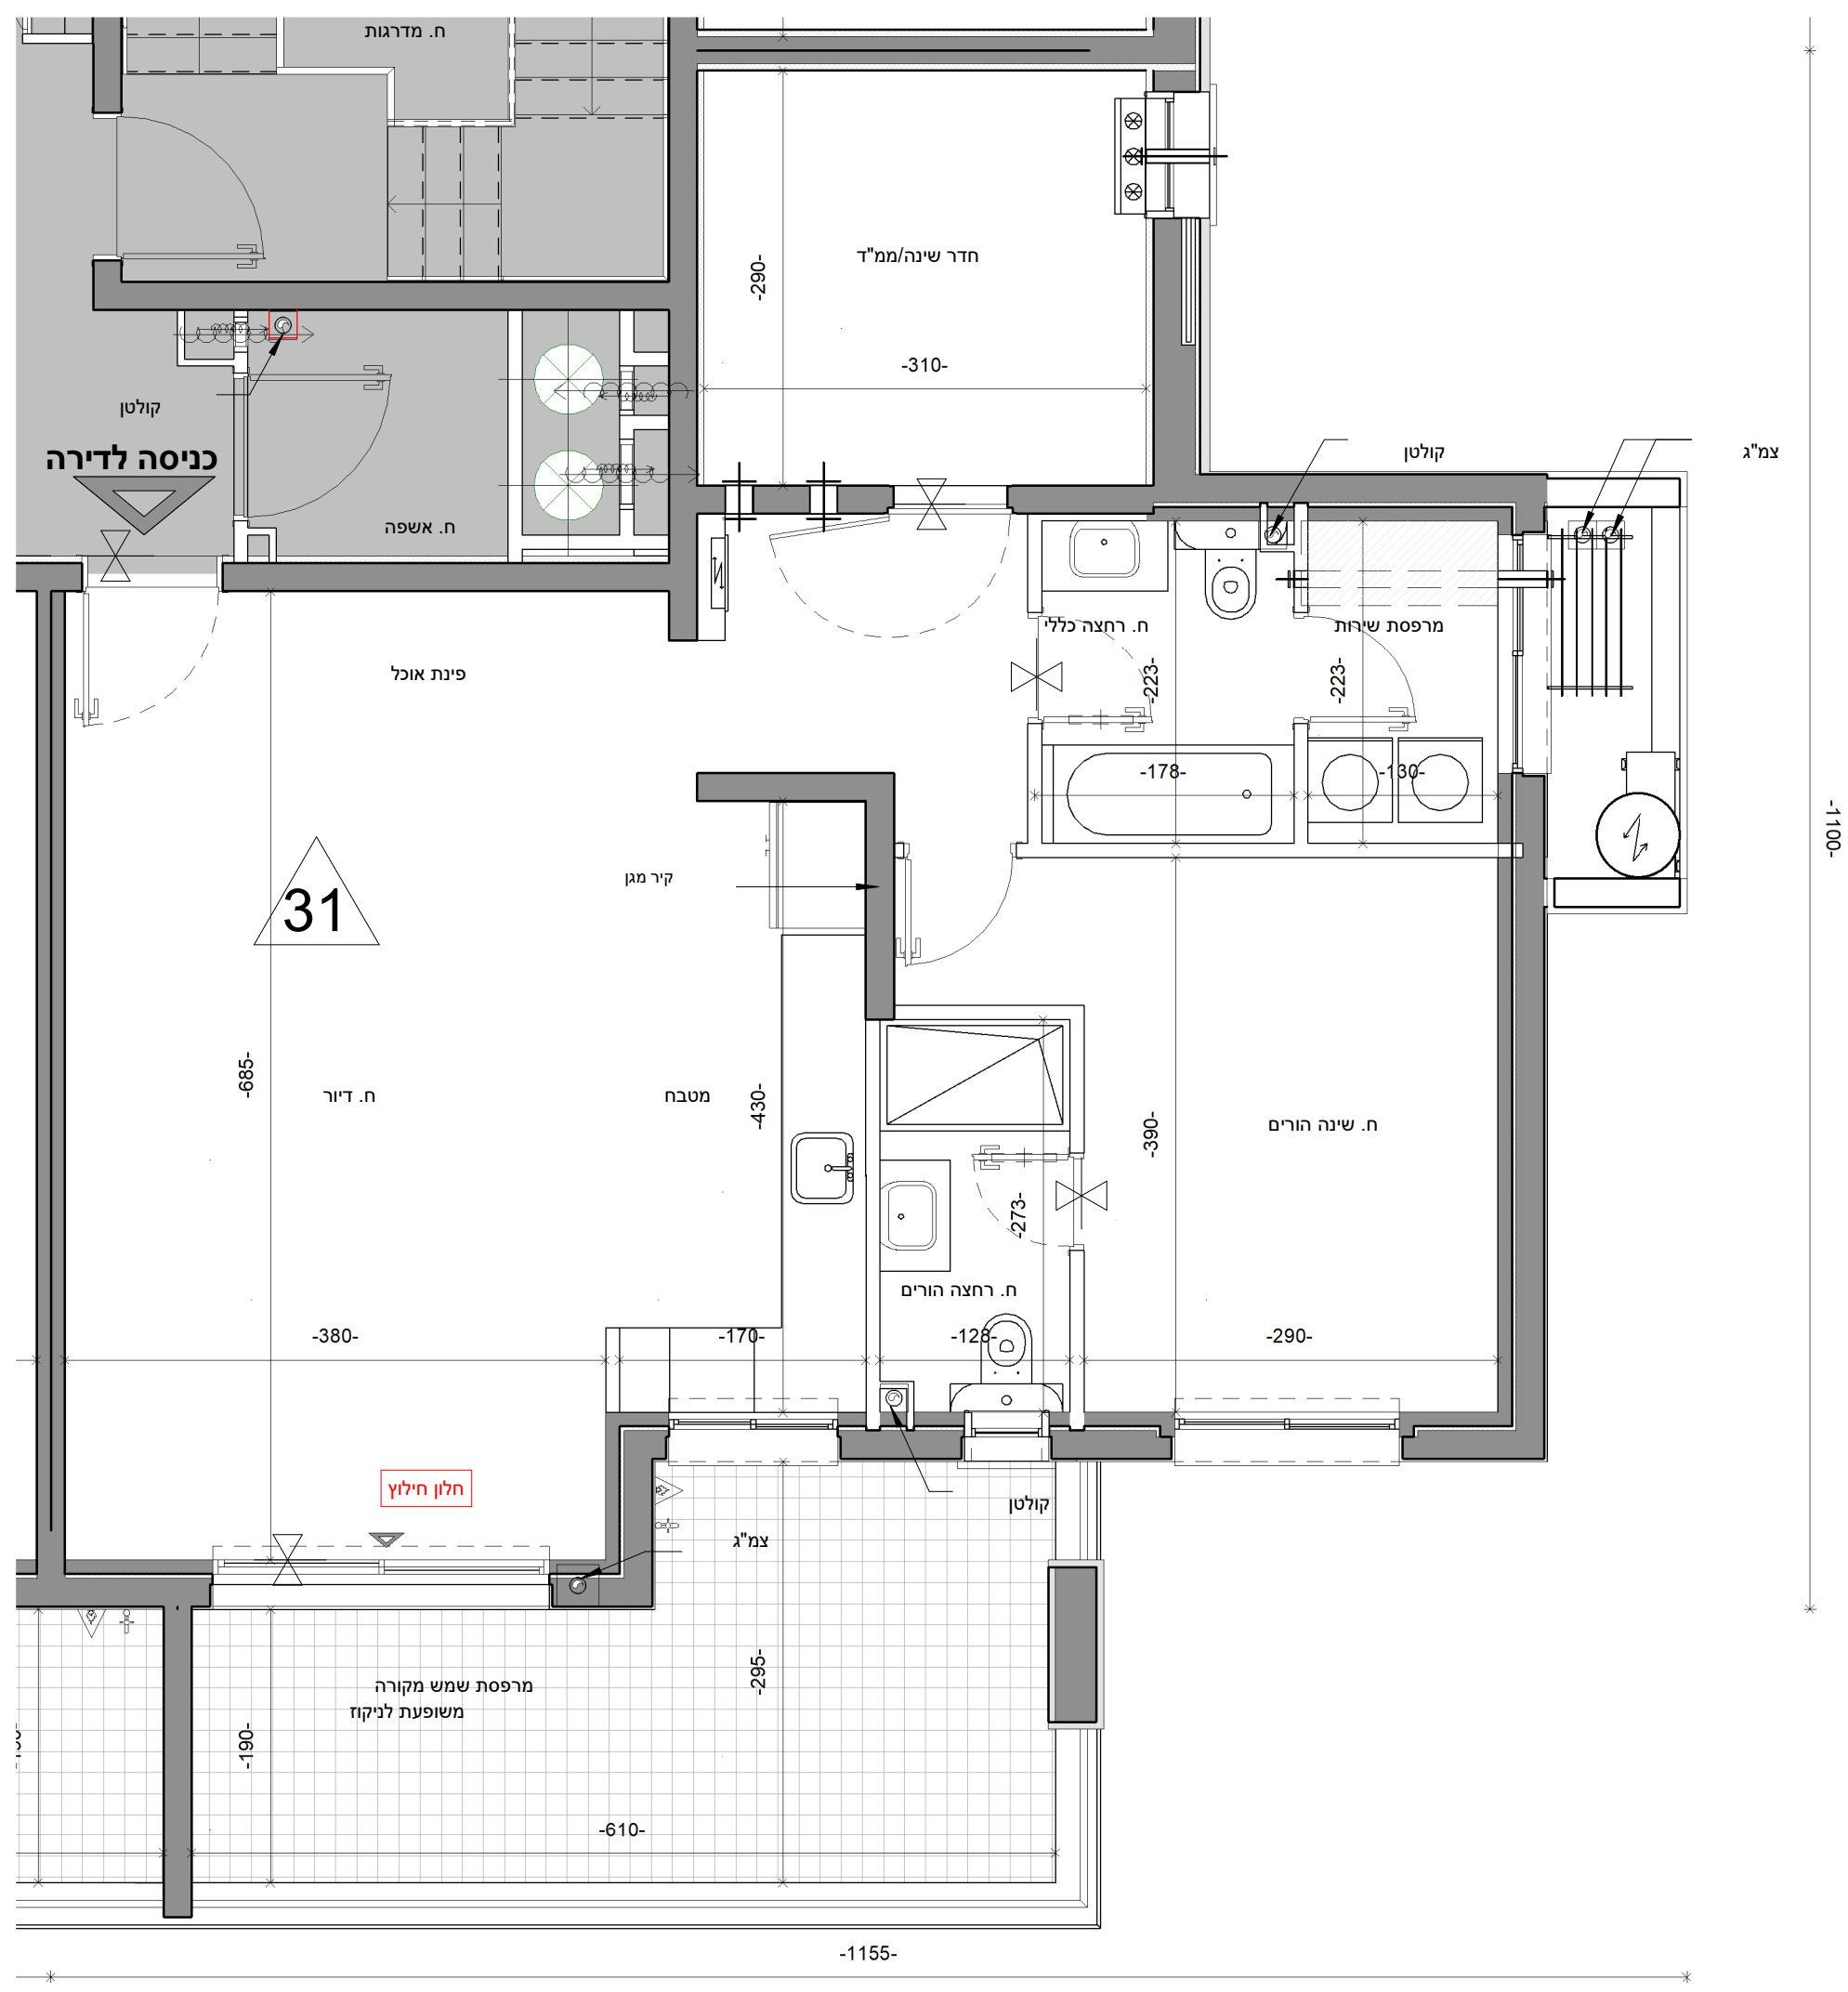 ח. מדרגות
חדר שינה/ממ"ד
-290-
-310-
קולטן
כניסה לדירה
ח. אשפה
קולטן
צמ"ג
ח. רחצה כללי
מרפסת שירות
-223-
-223-
פינת אוכל
-178-
-130-
-1100-
קיר מגן
31
-685-
ח. דיור
מטבח
-430-
-390-
ח. שינה הורים
-273-
ח. רחצה הורים
-380-
-170-
-128-
-290-
חלון חילוץ
קולטן
צמ"ג
מרפסת שמש מקורה
משופעת לניקוז
-295-
-190-
-610-
-1155-